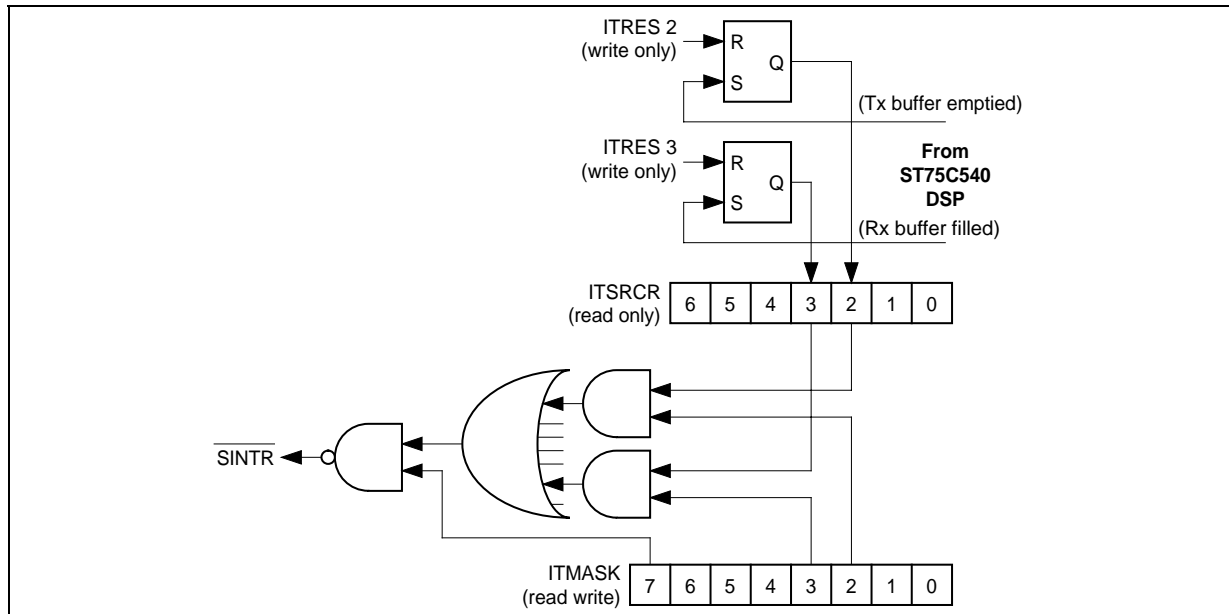 ITRES 2
(write only)
R
Q
S
(Tx buffer emptied)
ITRES 3
(write only)
R
Q
S
From
ST75C540
DSP
(Rx buffer filled)
ITSRCR
(read only)
6 5 4 3 2 1 0
SINTR
ITMASK
(read write)
7 6 5 4 3 2 1 0